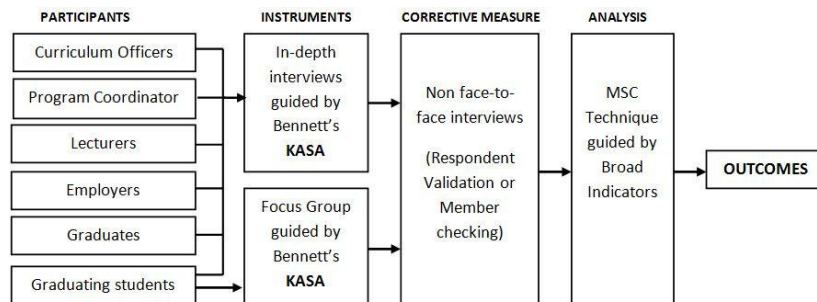 PARTICIPANTS
INSTRUMENTS
CORRECTIVE MEASURE
ANALYSIS
Curriculum Officers
Program Coordinator
Lecturers
Employers
Graduates
Graduating students
In-depth
interviews
guided by
Bennett's
KASA
Focus Group
guided by
Bennett's
KASA
Non face-to-
face interviews
(Respondent
Validation or
Member
checking)
MSC
Technique
guided by
Broad
Indicators
OUTCOMES